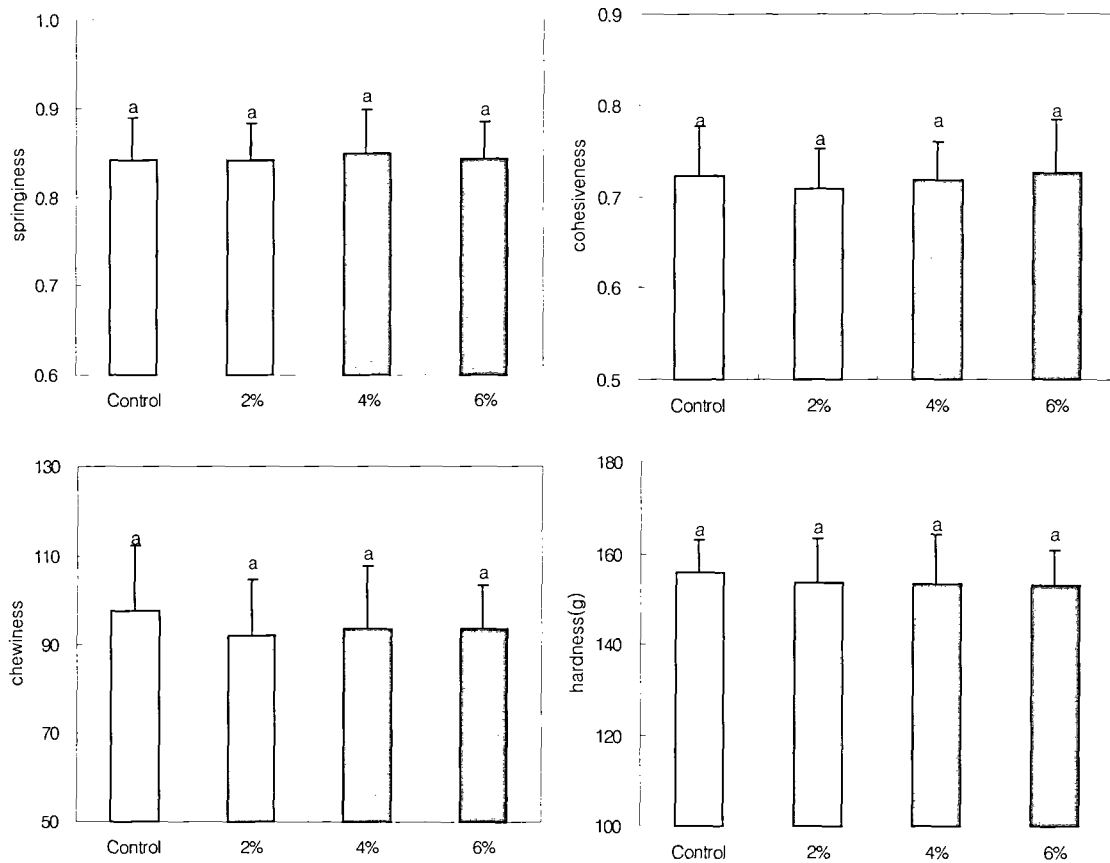 1.0
0.9
0.8
0.7
0.6
springiness
a a a a
Control 2% 4% 6%
0.9
0.8
0.7
0.6
0.5
cohesiveness
a a a a
Control 2% 4% 6%
130
110
90
70
50
chewiness
a a a a
Control 2% 4% 6%
180
160
140
120
100
hardness(g)
a a a a
Control 2% 4% 6%